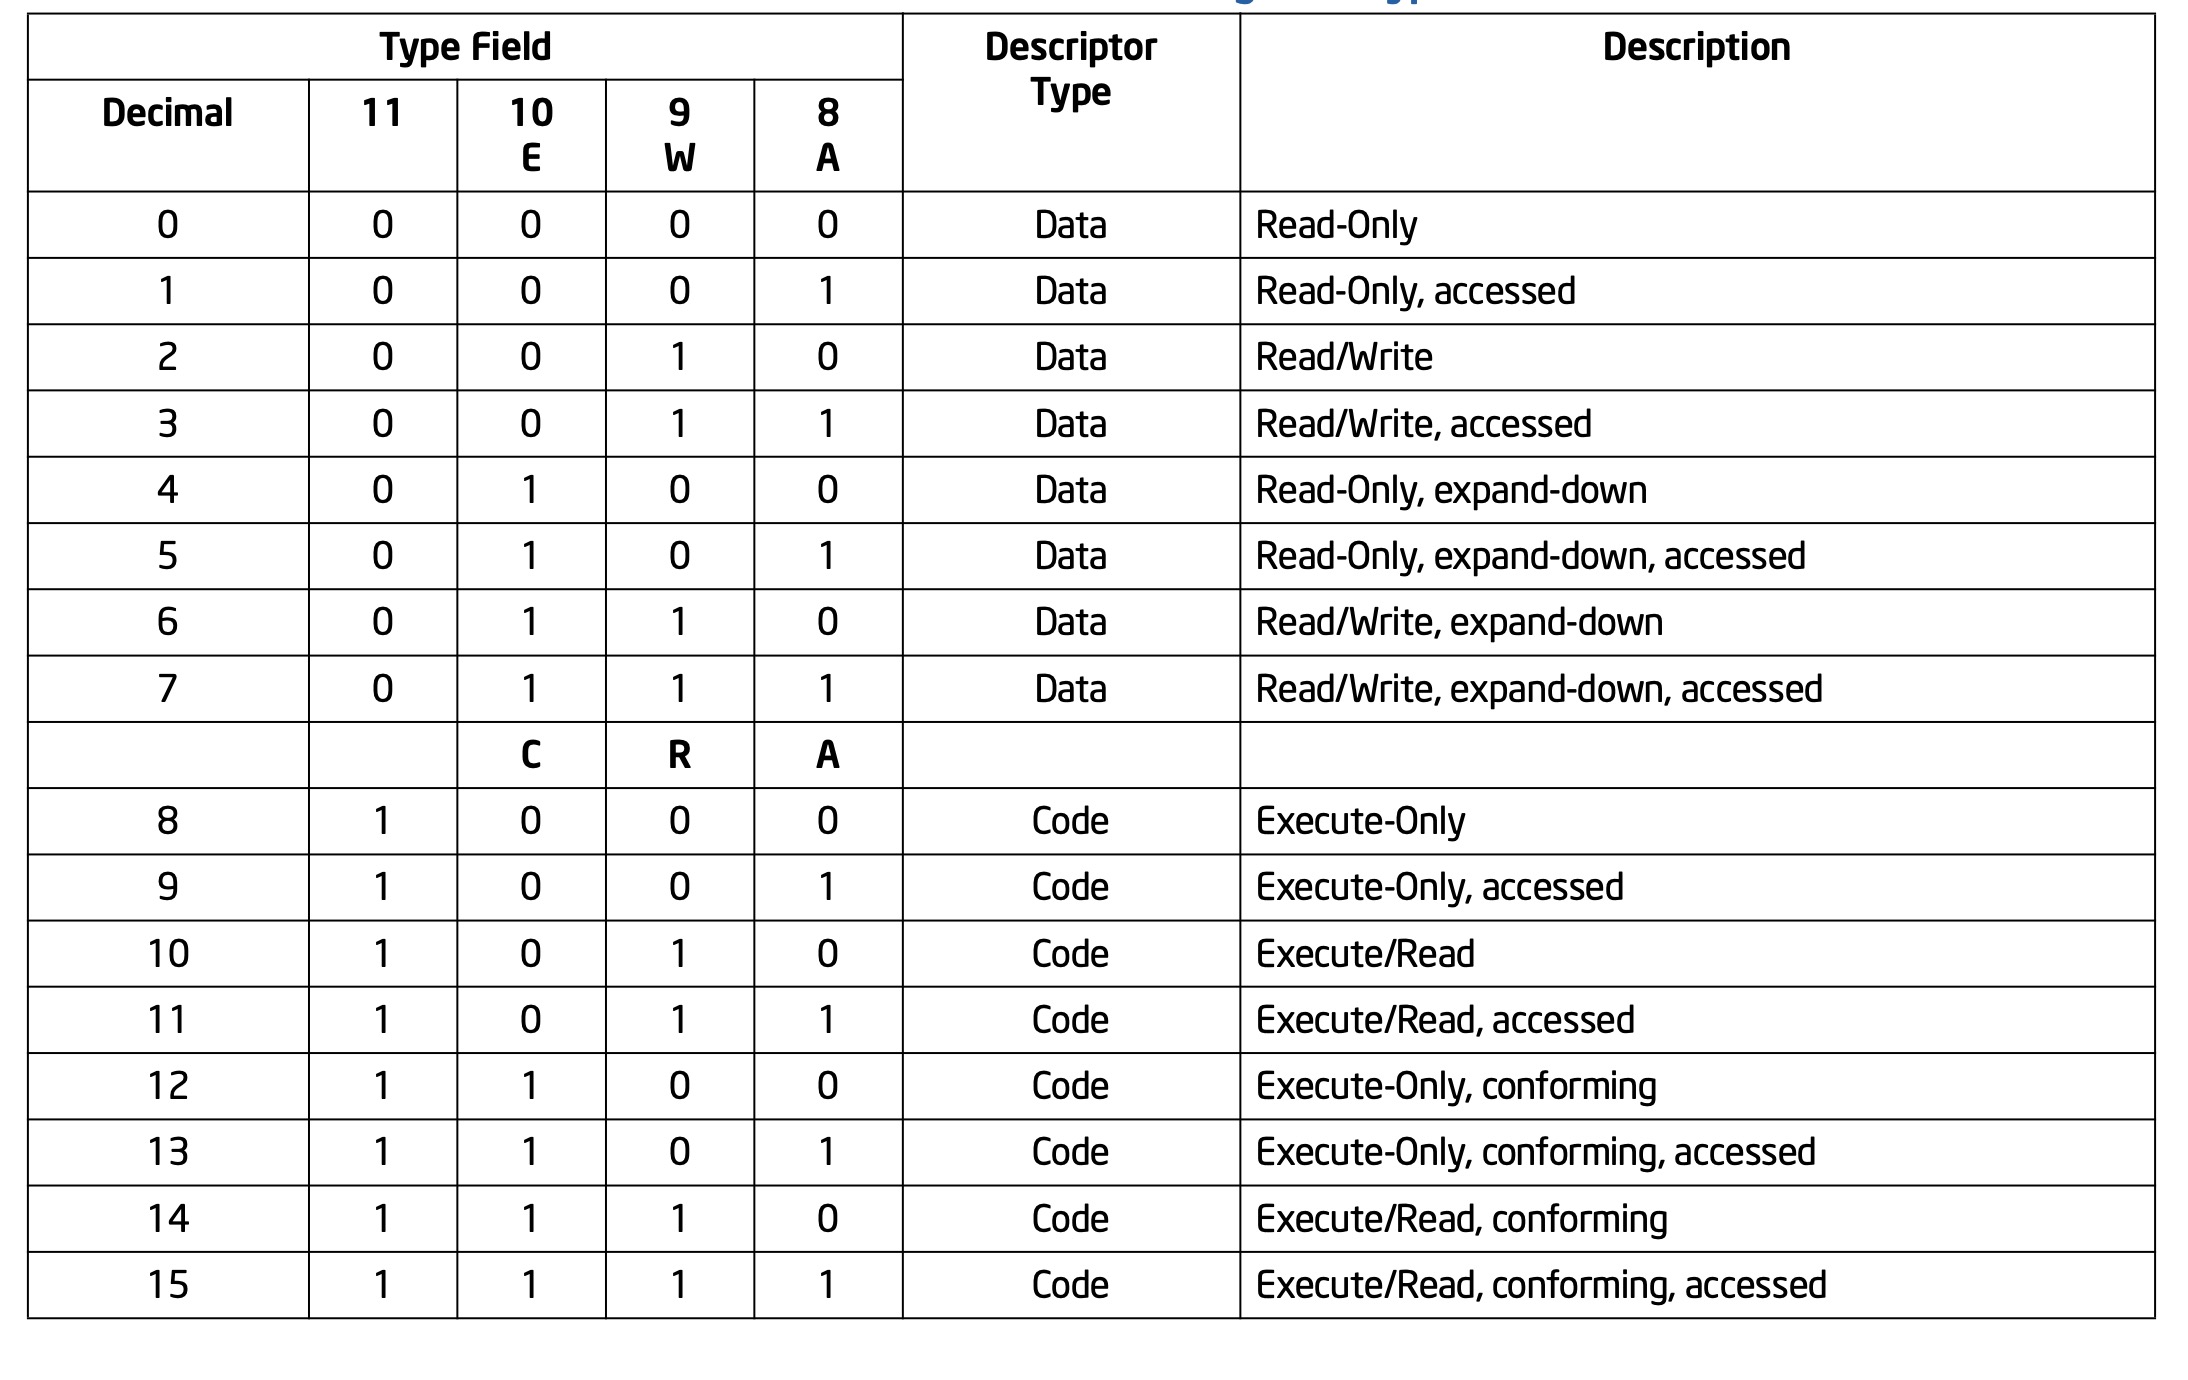 Type Field Descriptor Type Description
Decimal 11 10 E 9 W 8 A
0 0 0 0 0 Data Read-Only
1 0 0 0 1 Data Read-Only, accessed
2 0 0 1 0 Data Read/Write
3 0 0 1 1 Data Read/Write, accessed
4 0 1 0 0 Data Read-Only, expand-down
5 0 1 0 1 Data Read-Only, expand-down, accessed
6 0 1 1 0 Data Read/Write, expand-down
7 0 1 1 1 Data Read/Write, expand-down, accessed
C R A
8 1 0 0 0 Code Execute-Only
9 1 0 0 1 Code Execute-Only, accessed
10 1 0 1 0 Code Execute/Read
11 1 0 1 1 Code Execute/Read, accessed
12 1 1 0 0 Code Execute-Only, conforming
13 1 1 0 1 Code Execute-Only, conforming, accessed
14 1 1 1 0 Code Execute/Read, conforming
15 1 1 1 1 Code Execute/Read, conforming, accessed